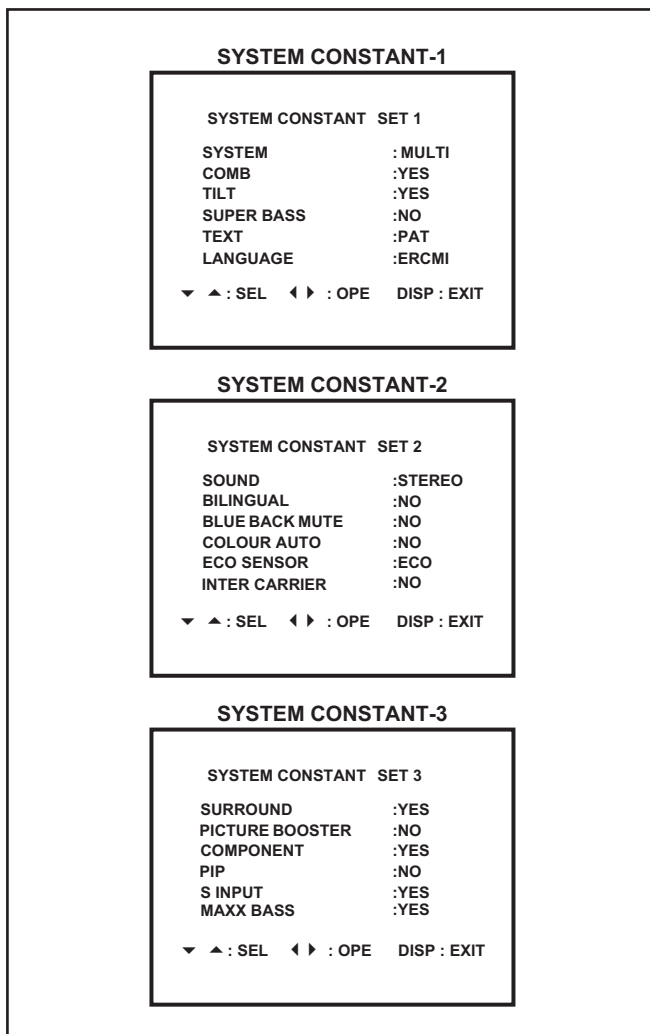 SYSTEM CONSTANT-1
SYSTEM CONSTANT SET 1
SYSTEM : MULTI
COMB :YES
TILT :YES
SUPER BASS :NO
TEXT :PAT
LANGUAGE :ERCMI
▼ ▲ : SEL ◀ ▶ : OPE DISP : EXIT
SYSTEM CONSTANT-2
SYSTEM CONSTANT SET 2
SOUND :STEREO
BILINGUAL :NO
BLUE BACK MUTE :NO
COLOUR AUTO :NO
ECO SENSOR :ECO
INTER CARRIER :NO
▼ ▲ : SEL ◀ ▶ : OPE DISP : EXIT
SYSTEM CONSTANT-3
SYSTEM CONSTANT SET 3
SURROUND :YES
PICTURE BOOSTER :NO
COMPONENT :YES
PIP :NO
S INPUT :YES
MAXX BASS :YES
▼ ▲ : SEL ◀ ▶ : OPE DISP : EXIT